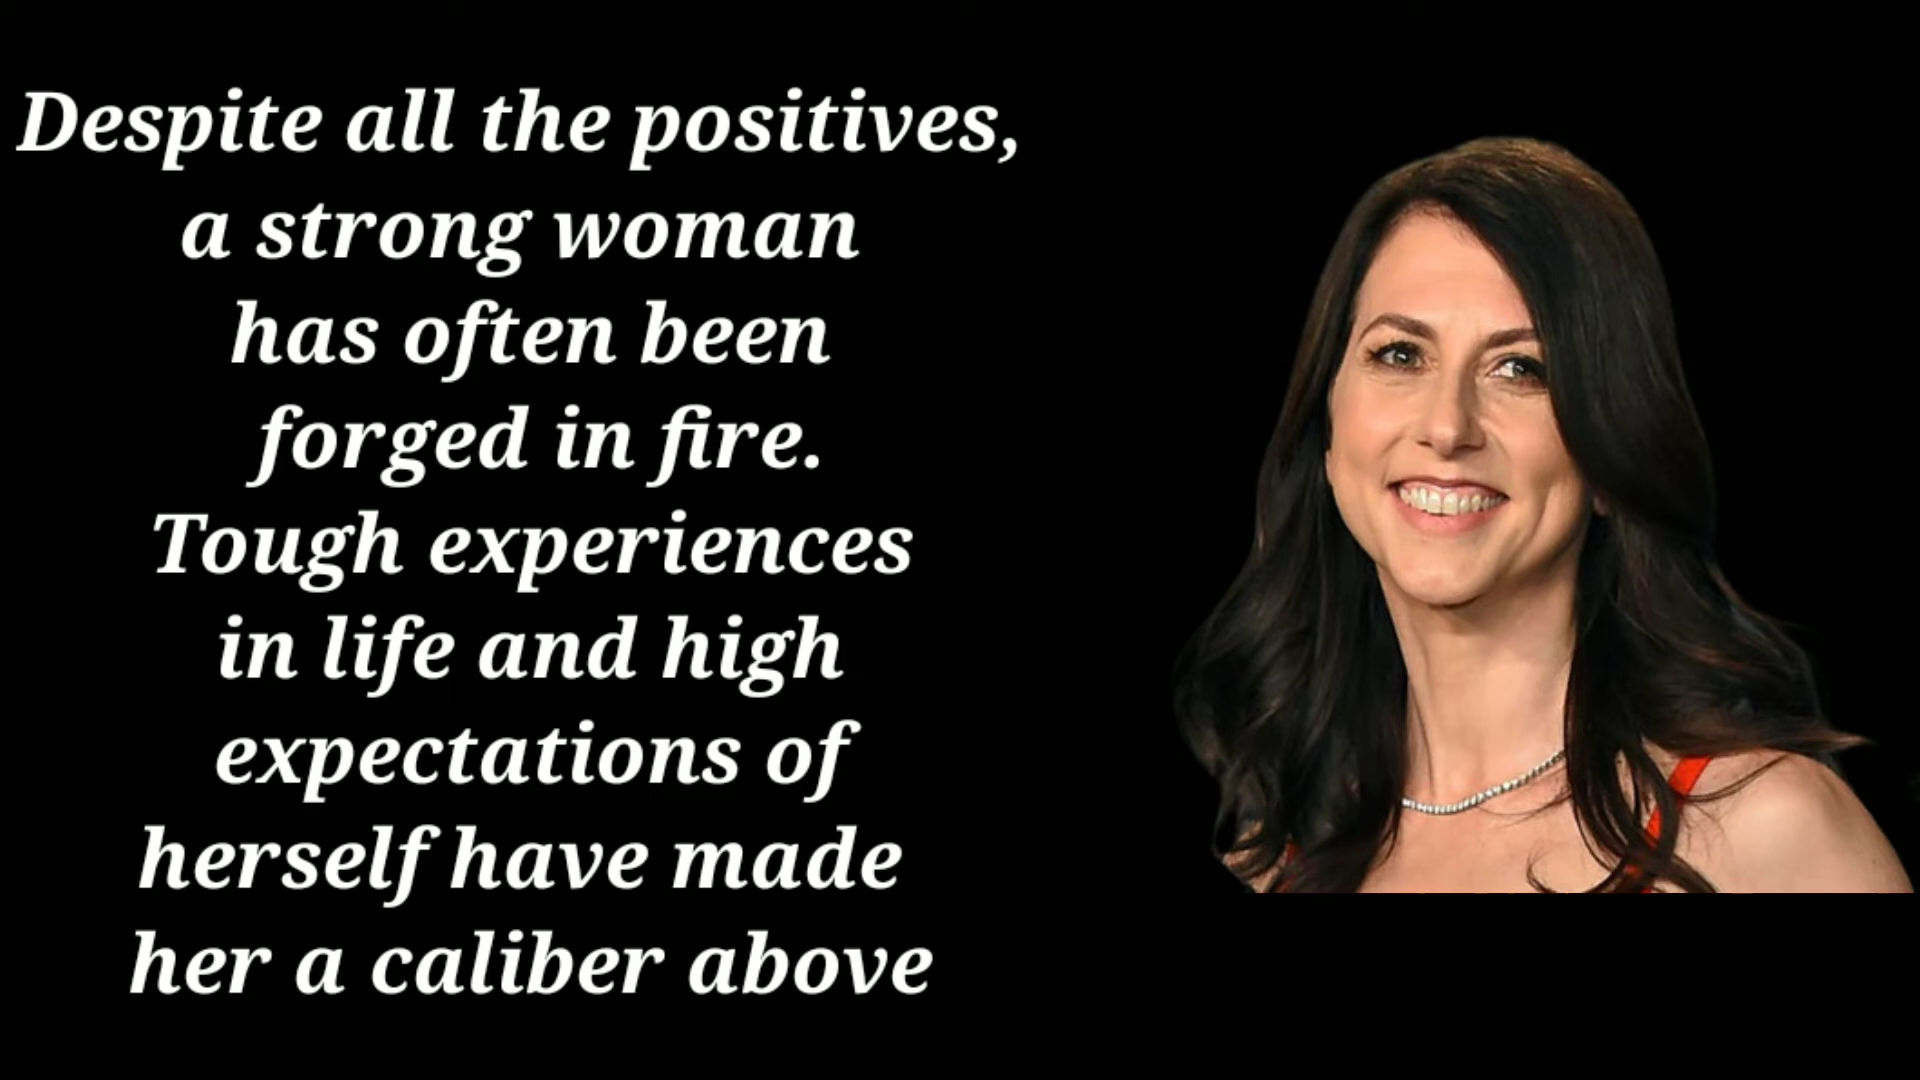 Despite all the positives,
a strong woman
has often been
forged in fire.
Tough experiences
in life and high
expectations of
herself have made
her a caliber above